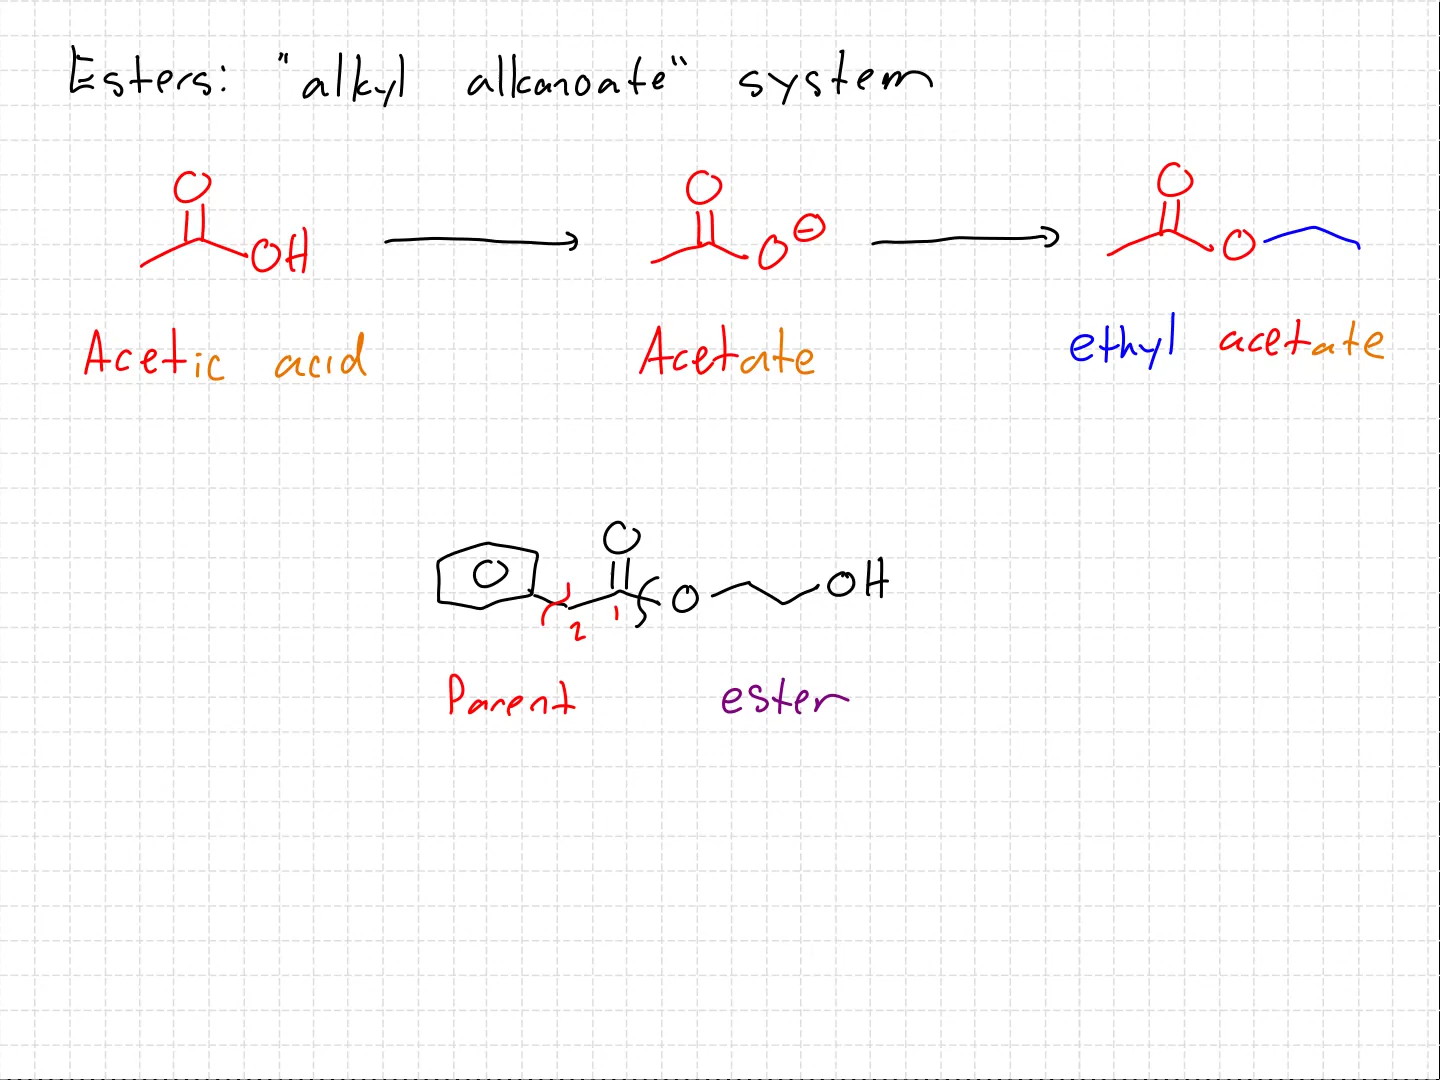 Esters: "alkyl alkanoate" system
O O O
OH O⊖ O
Acetic acid Acetate ethyl acetate
O
O O OH
2 1
Parent ester